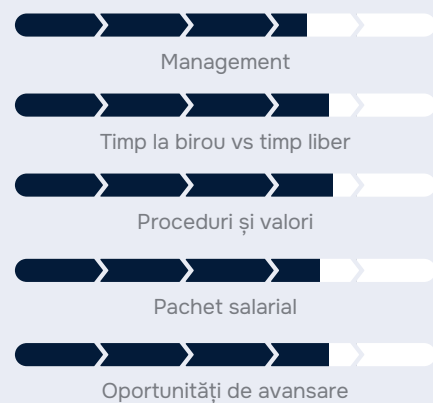 Management
Timp la birou vs timp liber
Proceduri și valori
Pachet salarial
Oportunități de avansare